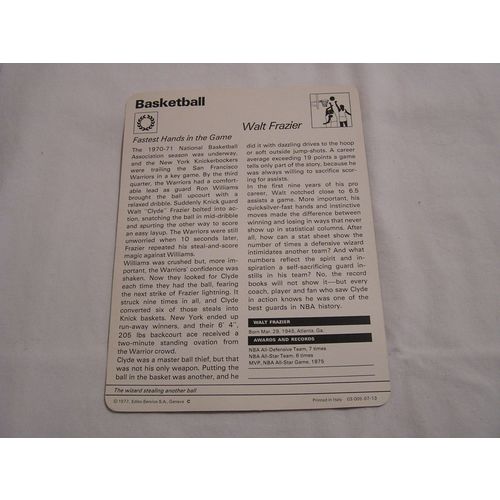 Basketball
Walt Frazier
Fastest Hands in the Game
The 1970-71 National Basketball
Association season was underway,
and the New York Knickerbockers
were trailing the San Francisco
Warriors in a key game. By the third
quarter, the Warriors had a comfort-
able lead as guard Ron Williams
brought the ball upcourt with a
relaxed dribble. Suddenly Knick guard
Walt "Clyde" Frazier bolted into ac-
tion, snatching the ball in mid-dribble
and spurting the other way to score
an easy layup. The Warriors were still
unworried when 10 seconds later,
Frazier repeated his steal-and-score
magic against Williams.
Williams was crushed but, more im-
portant, the Warriors' confidence was
shaken. Now they looked for Clyde
each time they had the ball, fearing
the next strike of Frazier lightning. It
struck nine times in all, and Clyde
converted six of those steals into
Knick baskets. New York ended up
run-away winners, and their 6' 4",
205 lbs backcourt ace received a
two-minute standing ovation from
the Warrior crowd.
Clyde was a master ball thief, but that
was not his only weapon. Putting the
ball in the basket was another, and he
did it with dazzling drives to the hoop
or soft outside jump-shots. A career
average exceeding 19 points a game
tells only part of the story, because he
was always willing to sacrifice scor-
ing for assists.
In the first nine years of his pro
career, Walt notched close to 6.5
assists a game. More important, his
quicksilver-fast hands and instinctive
moves made the difference between
winning and losing in ways that never
show up in statistical columns. After
all, how can a stat sheet show the
number of times a defensive wizard
intimidates another team? And what
numbers reflect the spirit and in-
spiration a self-sacrificing guard in-
stills in his team? No, the record
books will not show it—but every
coach, player and fan who saw Clyde
in action knows he was one of the
best guards in NBA history.
WALT FRAZIER
Born Mar. 29, 1945, Atlanta, Ga.
AWARDS AND RECORDS
NBA All-Defensive Team, 7 times
NBA All-Star Team, 6 times
MVP, NBA All-Star Game, 1975
The wizard stealing another ball.
© 1977, Edito-Service S.A., Geneva C
Printed in Italy 03 005 07-13